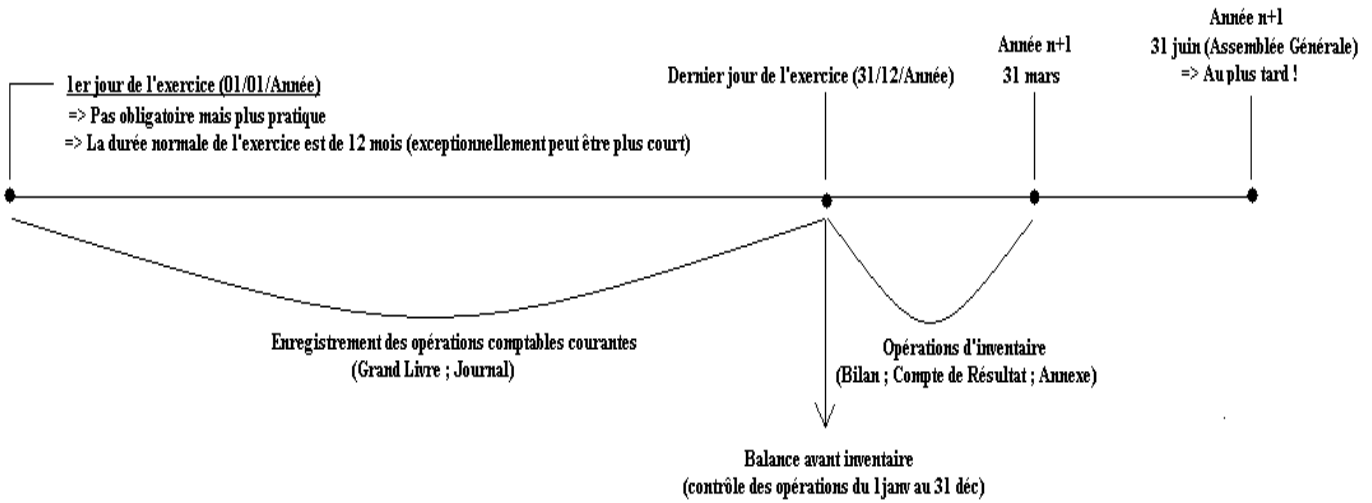 1er jour de l'exercice (01/01/Année)
=> Pas obligatoire mais plus pratique
=> La durée normale de l'exercice est de 12 mois (exceptionnellement peut être plus court)
Dernier jour de l'exercice (31/12/Année)
Année n+1
31 mars
Année n+1
31 juin (Assemblée Générale)
=> Au plus tard !
Enregistrement des opérations comptables courantes
(Grand Livre ; Journal)
Opérations d'inventaire
(Bilan ; Compte de Résultat ; Annexe)
Balance avant inventaire
(contrôle des opérations du 1janv au 31 déc)